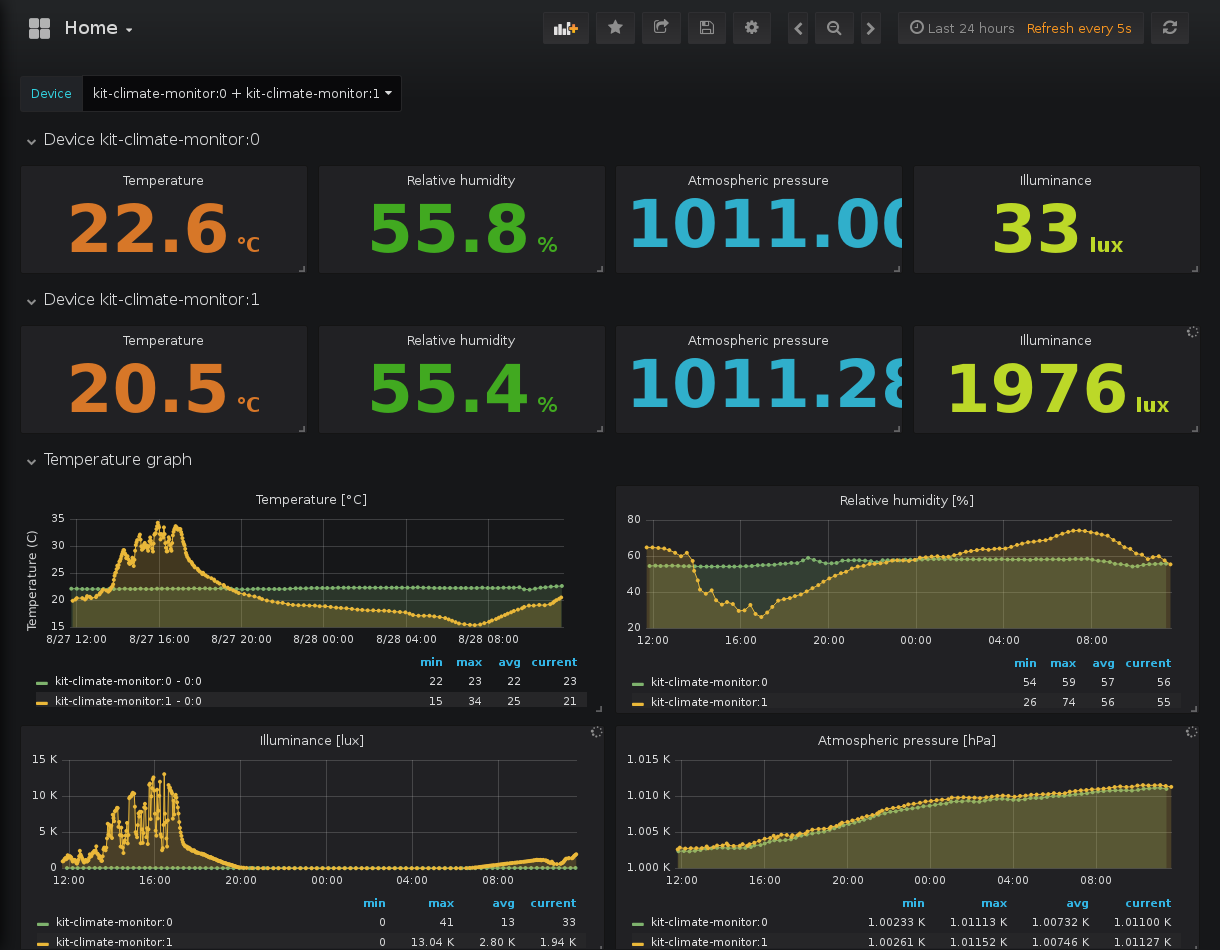 Home
Last 24 hours Refresh every 5s
Device kit-climate-monitor:0 + kit-climate-monitor:1
Device kit-climate-monitor:0
Temperature Relative humidity Atmospheric pressure Illuminance
22.6 °C 55.8 % 1011.00 33 lux
Device kit-climate-monitor:1
Temperature Relative humidity Atmospheric pressure Illuminance
20.5 °C 55.4 % 1011.28 1976 lux
Temperature graph
Temperature [°C]
Temperature (C)
35
30
25
20
15
8/27 12:00 8/27 16:00 8/27 20:00 8/28 00:00 8/28 04:00 8/28 08:00
min max avg current
kit-climate-monitor:0 - 0:0 22 23 22 23
kit-climate-monitor:1 - 0:0 15 34 25 21
Relative humidity [%]
80
60
40
20
12:00 16:00 20:00 00:00 04:00 08:00
min max avg current
kit-climate-monitor:0 54 59 57 56
kit-climate-monitor:1 26 74 56 55
Illuminance [lux]
15 K
10 K
5 K
0
12:00 16:00 20:00 00:00 04:00 08:00
min max avg current
kit-climate-monitor:0 0 41 13 33
kit-climate-monitor:1 0 13.04 K 2.80 K 1.94 K
Atmospheric pressure [hPa]
1.015 K
1.010 K
1.005 K
1.000 K
12:00 16:00 20:00 00:00 04:00 08:00
min max avg current
kit-climate-monitor:0 1.00233 K 1.01113 K 1.00732 K 1.01100 K
kit-climate-monitor:1 1.00261 K 1.01152 K 1.00746 K 1.01127 K